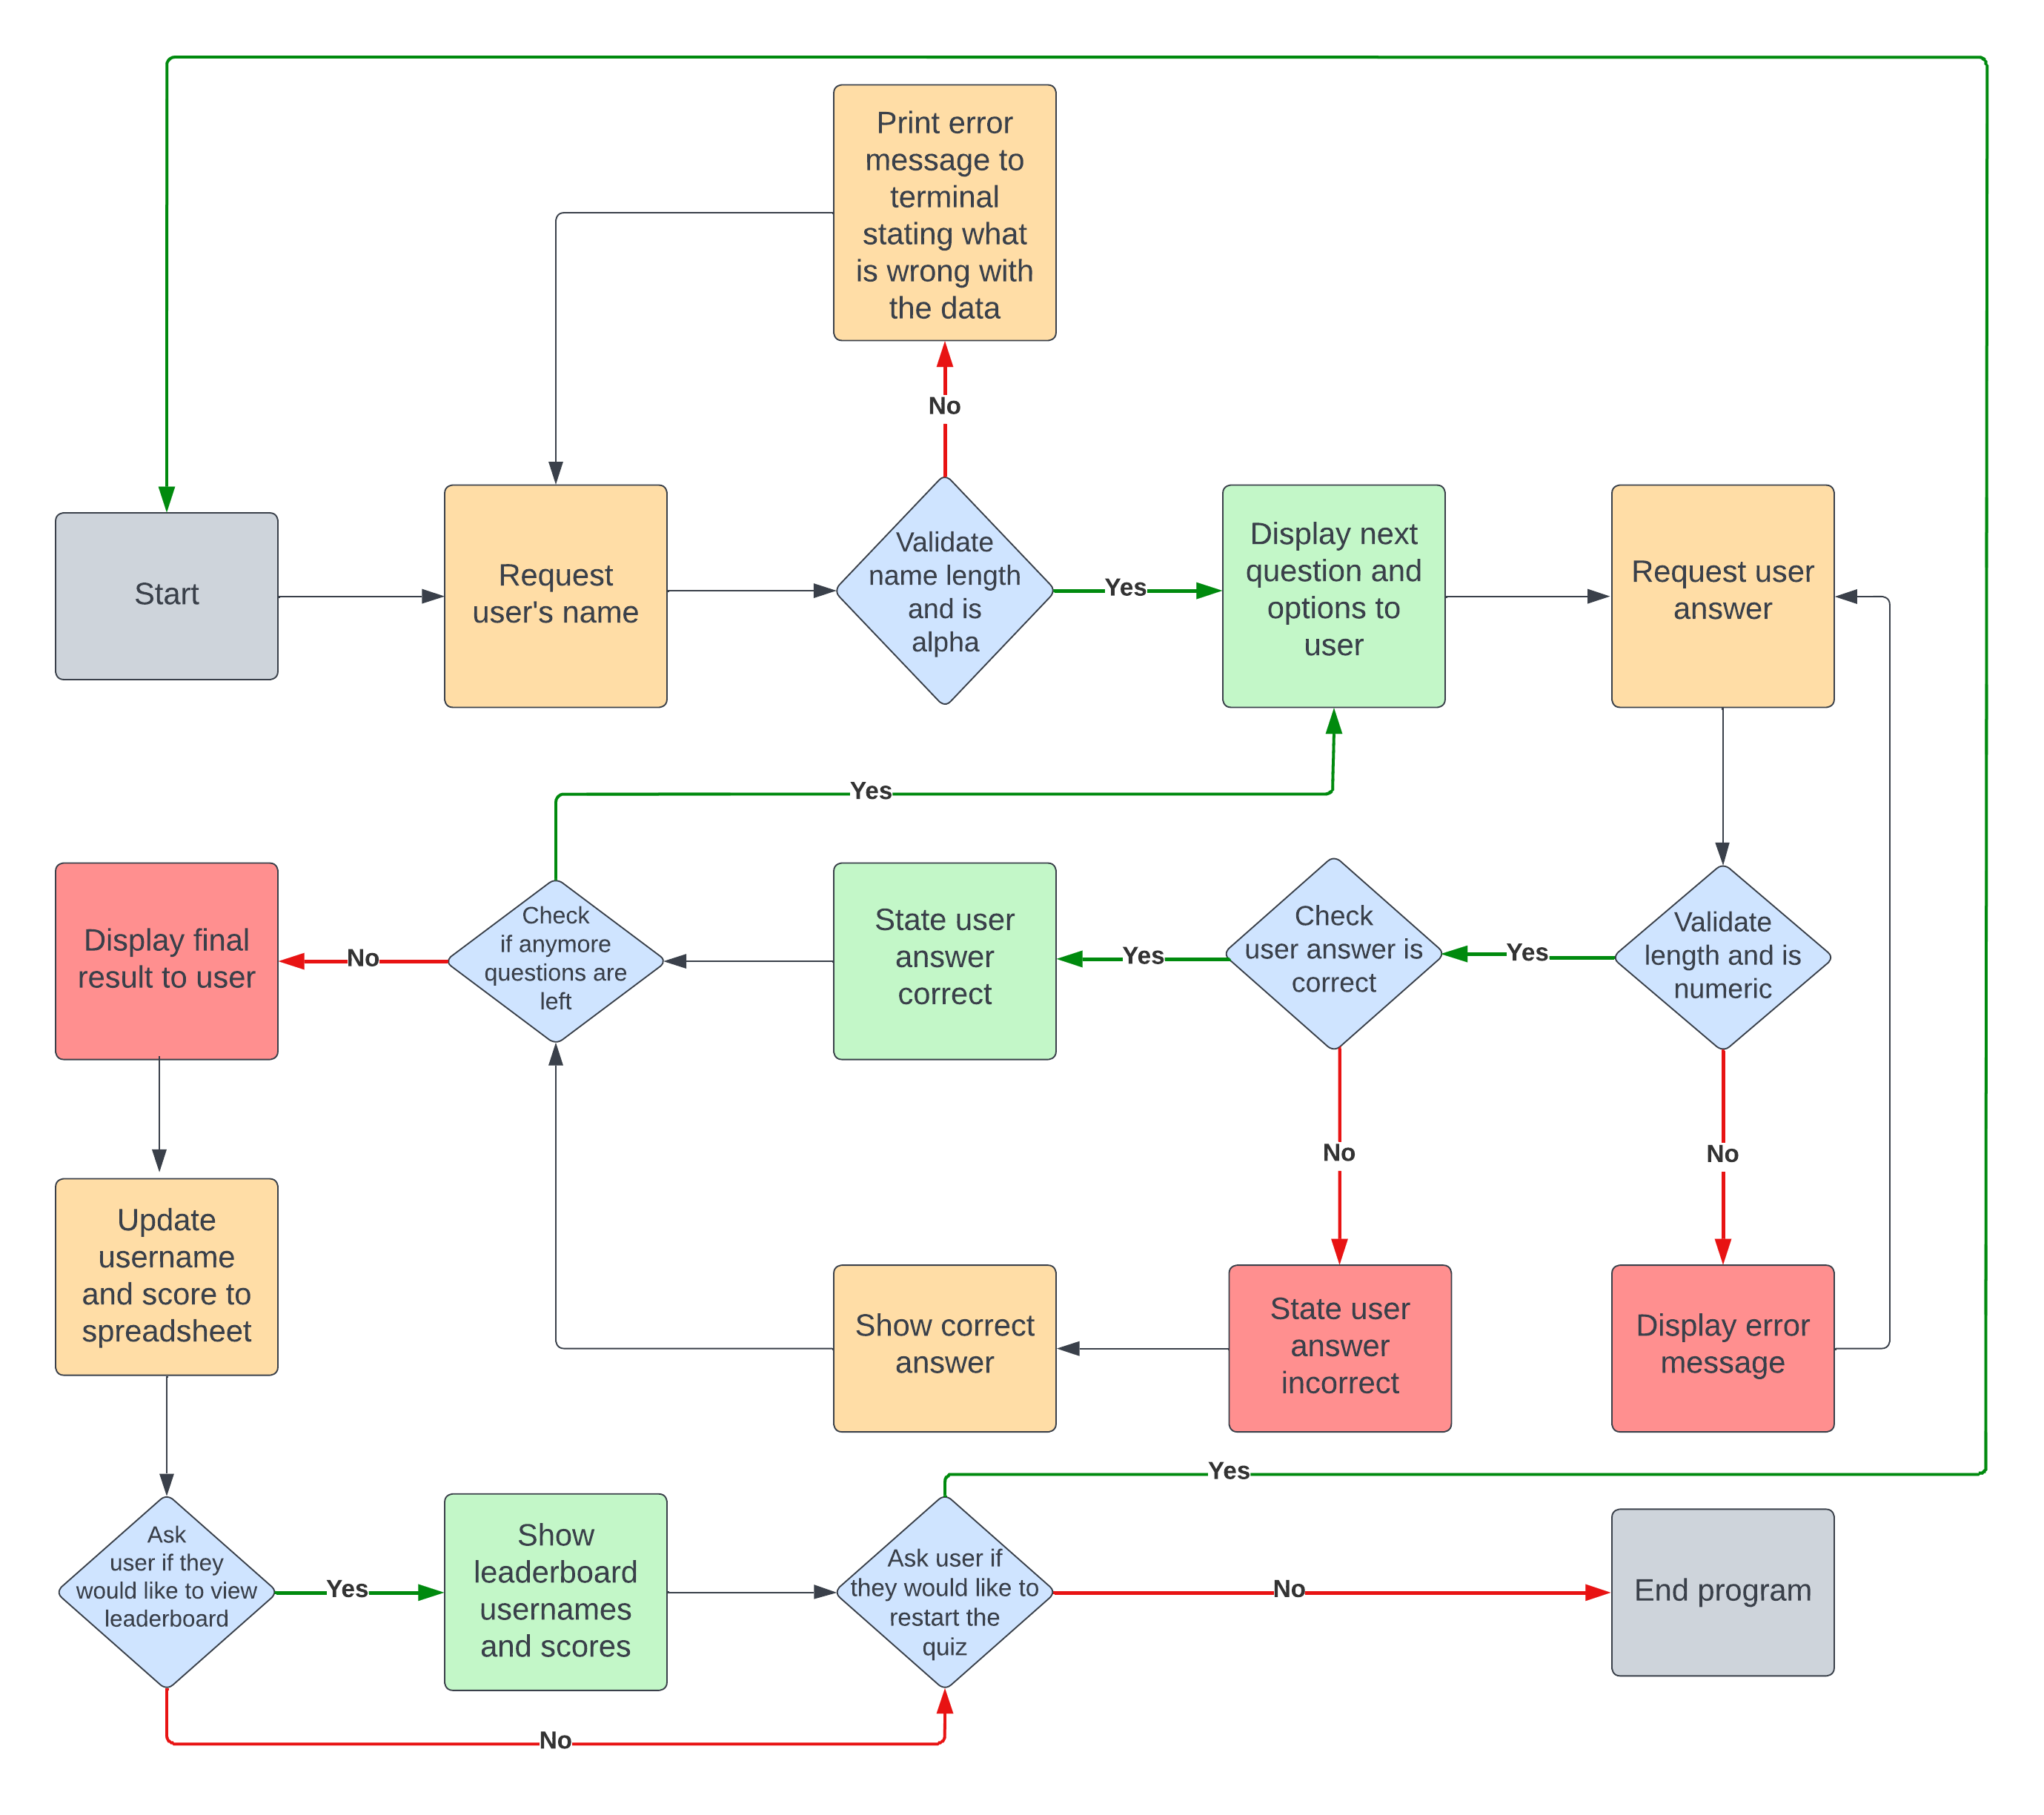 Print error
message to
terminal
stating what
is wrong with
the data
No
Start
Request
user's name
Validate
name length
and is
alpha
Yes
Display next
question and
options to
user
Request user
answer
Yes
Display final
result to user
No
Check
if anymore
questions are
left
State user
answer
correct
Yes
Check
user answer is
correct
Yes
Validate
length and is
numeric
No
No
Update
username
and score to
spreadsheet
Show correct
answer
State user
answer
incorrect
Display error
message
Yes
Ask
user if they
would like to view
leaderboard
Yes
Show
leaderboard
usernames
and scores
Ask user if
they would like to
restart the
quiz
No
End program
No